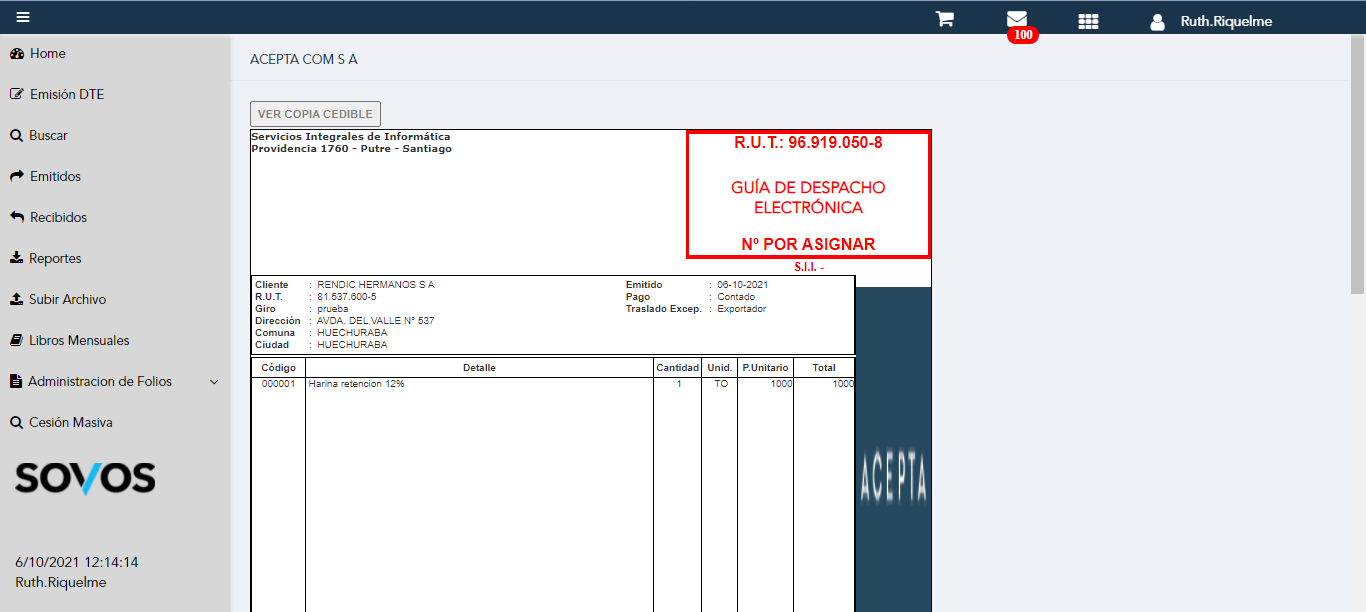 100
Ruth.Riquelme
Home
Emisión DTE
Buscar
Emitidos
Recibidos
Reportes
Subir Archivo
Libros Mensuales
Administracion de Folios
Cesión Masiva
SOVOS
6/10/2021 12:14:14
Ruth.Riquelme
ACEPTA COM S A
VER COPIA CEDIBLE
Servicios Integrales de Informática
Providencia 1760 - Putre - Santiago
R.U.T.: 96.919.050-8
GUÍA DE DESPACHO
ELECTRÓNICA
Nº POR ASIGNAR
S.I.I. -
Cliente : RENDIC HERMANOS S A Emitido : 06-10-2021
R.U.T. : 81.537.600-5 Pago : Contado
Giro : prueba Traslado Excep. : Exportador
Dirección : AVDA. DEL VALLE N° 537
Comuna : HUECHURABA
Ciudad : HUECHURABA
Código Detalle Cantidad Unid. P.Unitario Total
000001 Harina retencion 12% 1 TO 1000 1000
ACEPTA